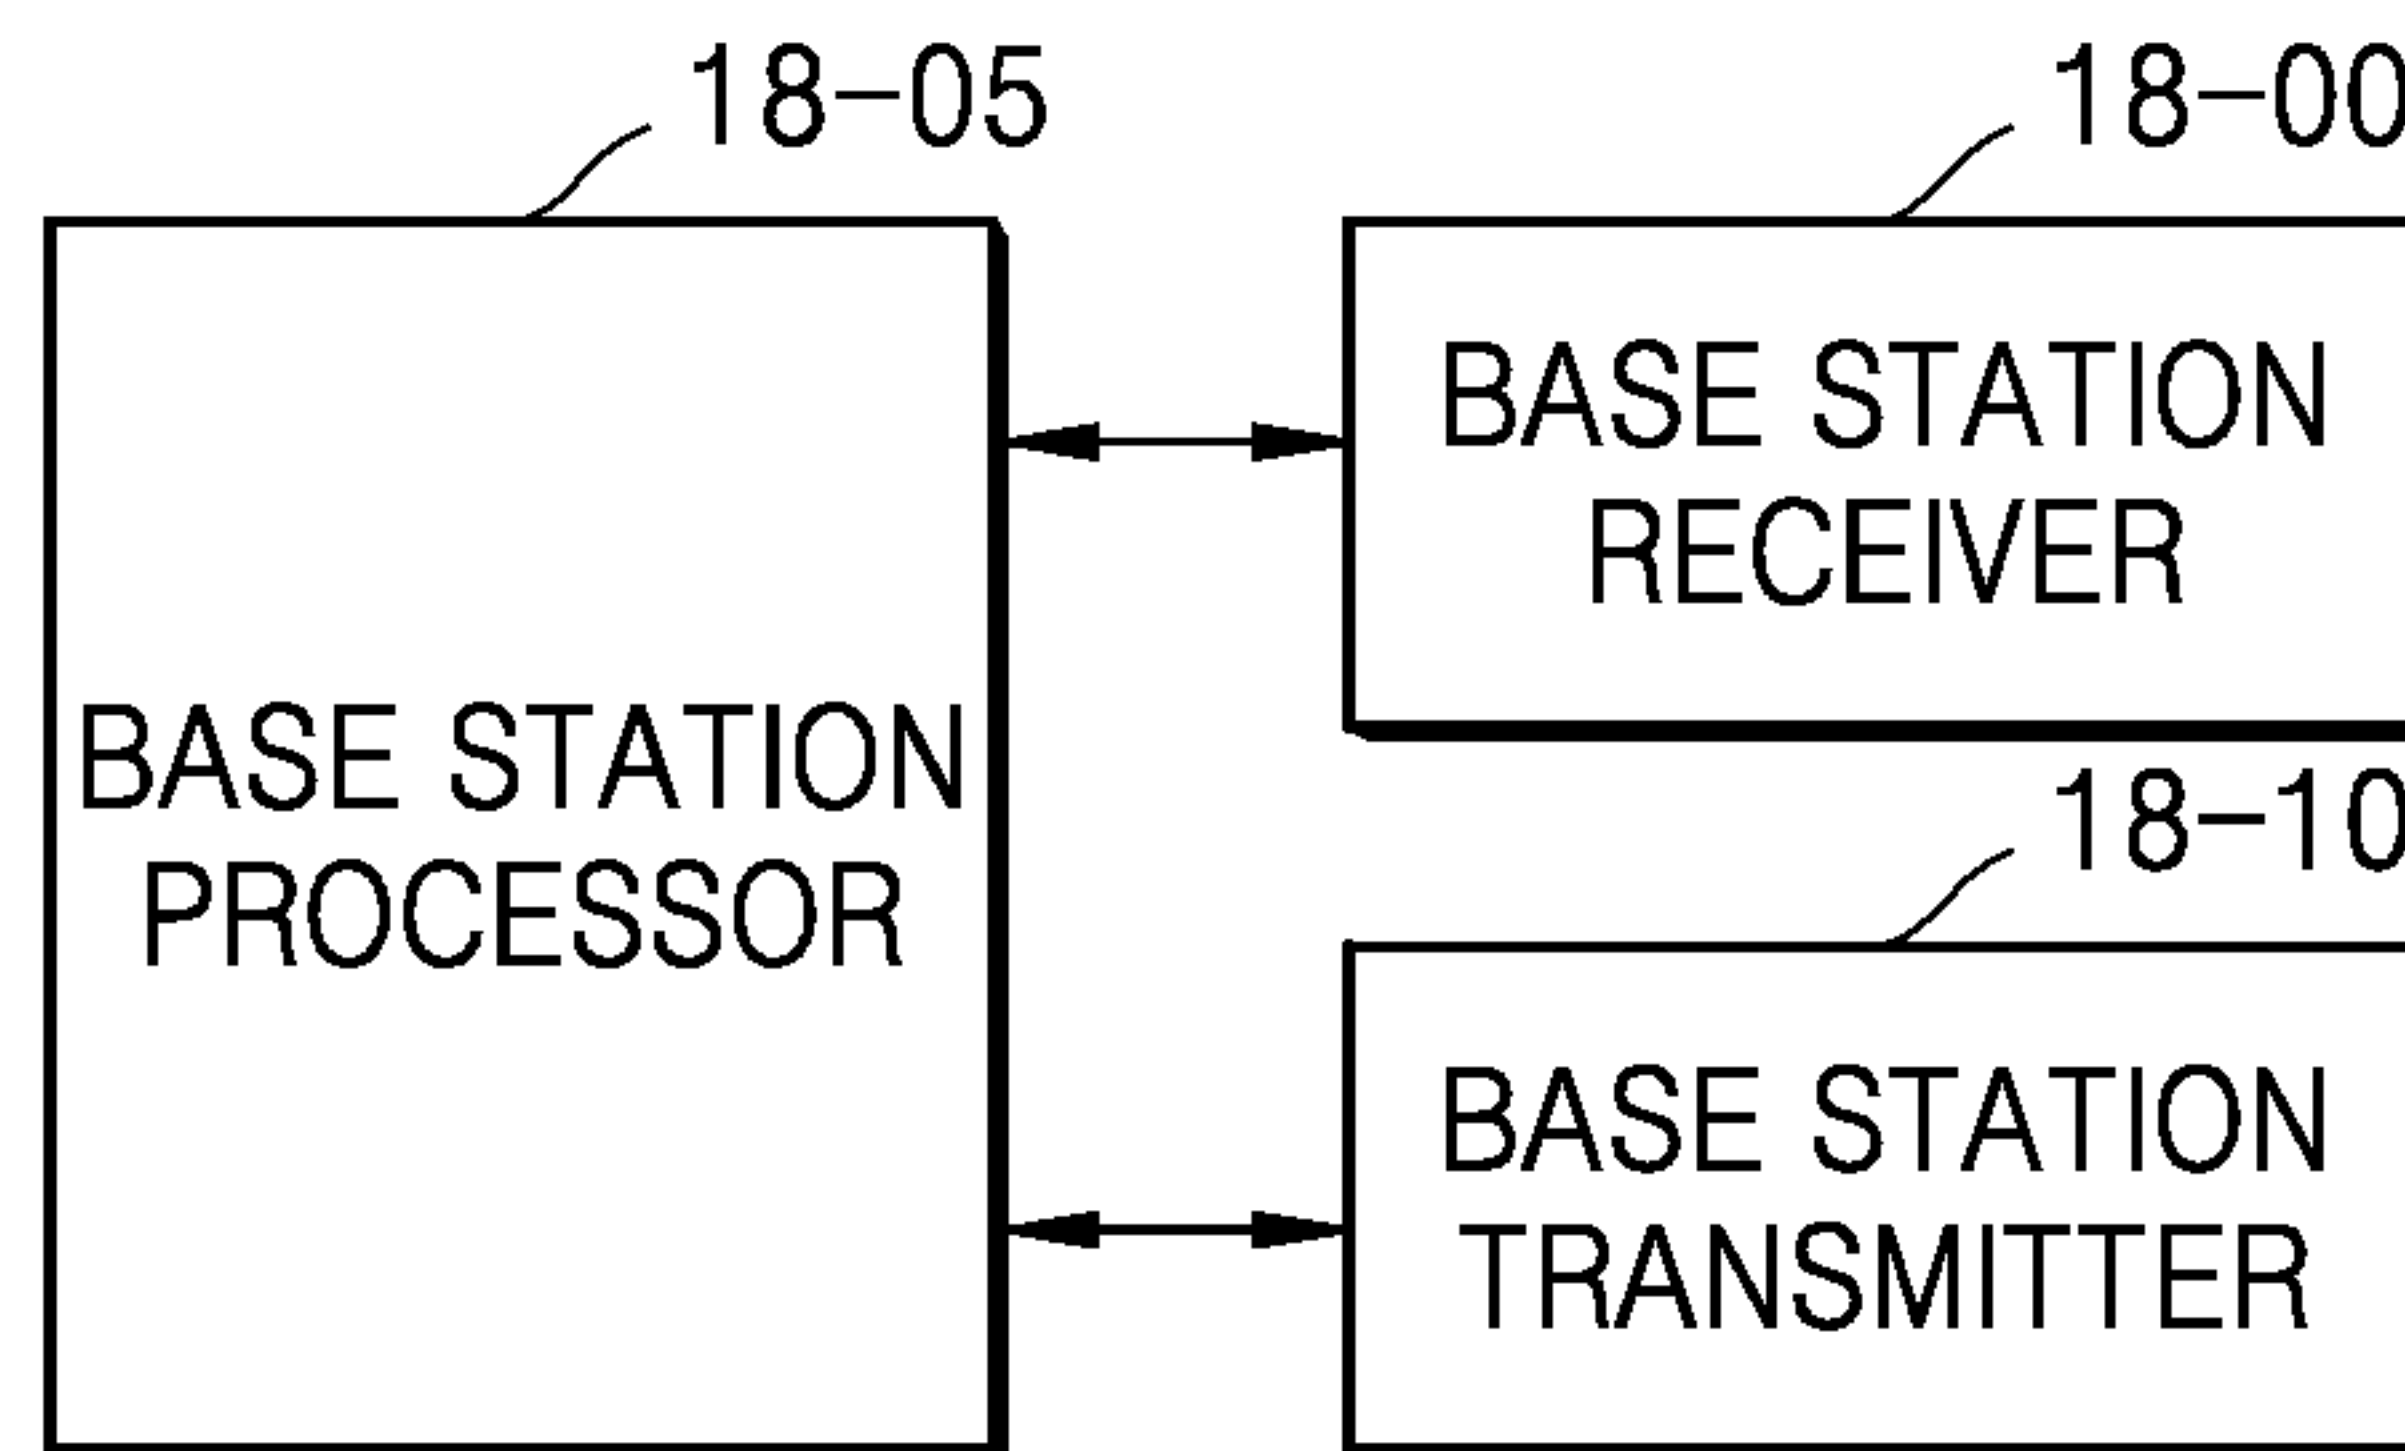 18-05
18-00
BASE STATION
RECEIVER
BASE STATION
PROCESSOR
18-10
BASE STATION
TRANSMITTER